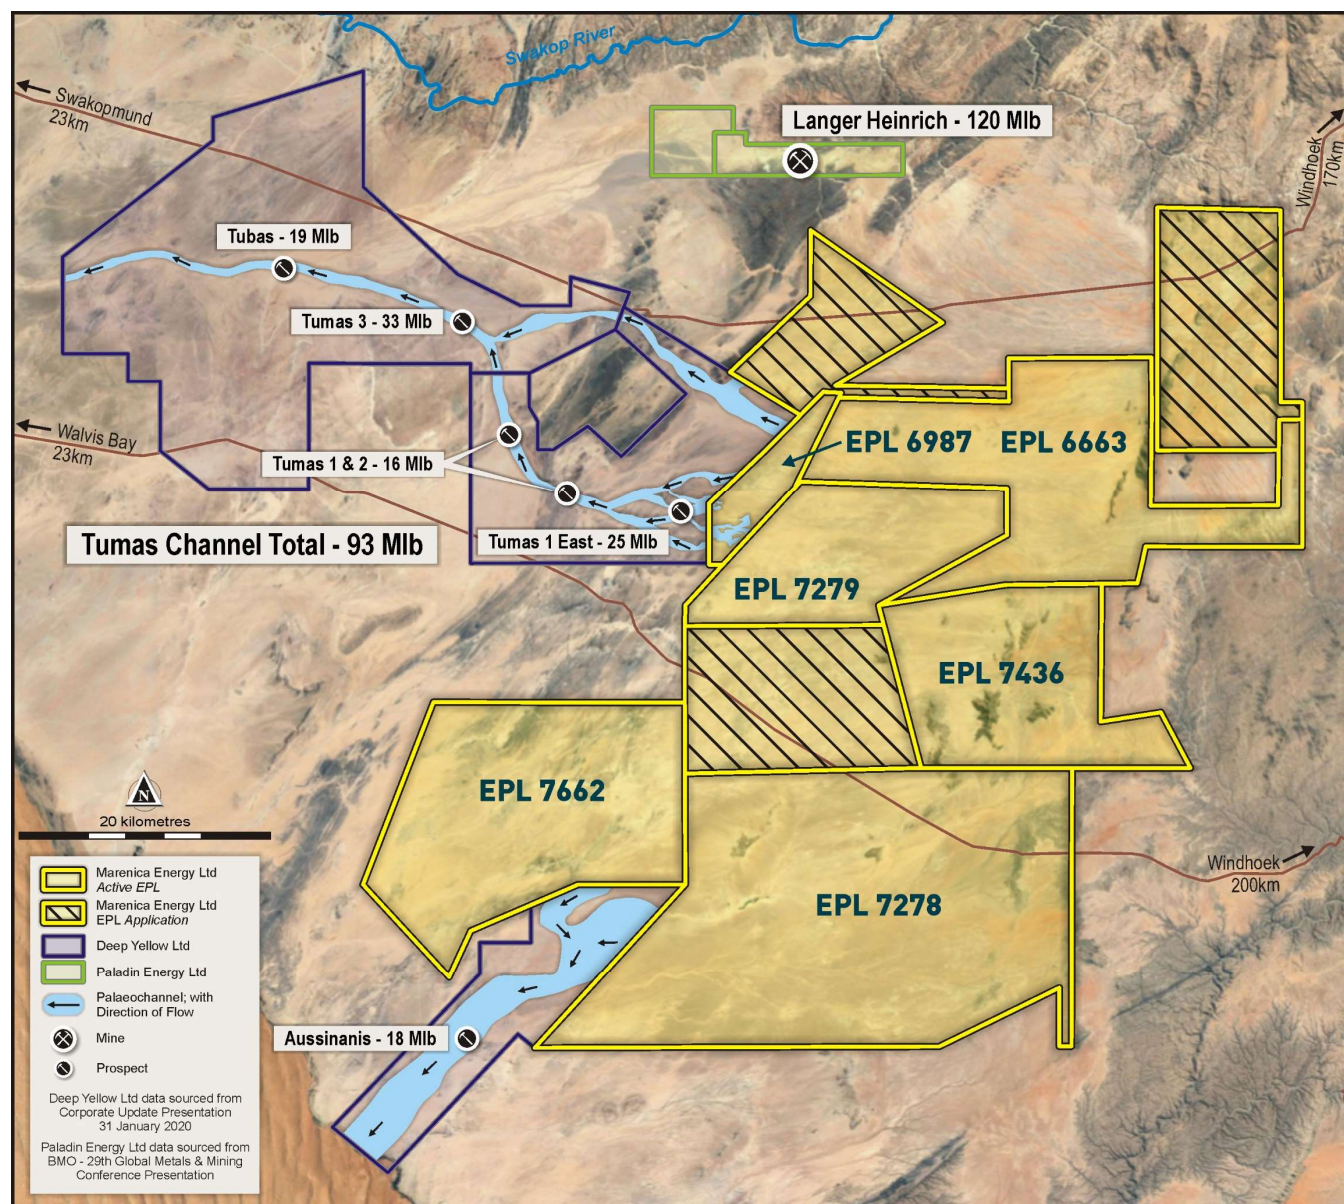 Swakop River
Swakopmund
23km
Langer Heinrich - 120 Mlb
Windhoek
170km
Tubas - 19 Mlb
Tumas 3 - 33 Mlb
Walvis Bay
23km
Tumas 1 & 2 - 16 Mlb
EPL 6987
EPL 6663
Tumas Channel Total - 93 Mlb
Tumas 1 East - 25 Mlb
EPL 7279
EPL 7436
EPL 7662
N
20 kilometres
Windhoek
200km
EPL 7278
Aussinanis - 18 Mlb
Marenica Energy Ltd
Active EPL
Marenica Energy Ltd
EPL Application
Deep Yellow Ltd
Paladin Energy Ltd
Palaeochannel; with
Direction of Flow
Mine
Prospect
Deep Yellow Ltd data sourced from
Corporate Update Presentation
31 January 2020
Paladin Energy Ltd data sourced from
BMO - 29th Global Metals & Mining
Conference Presentation